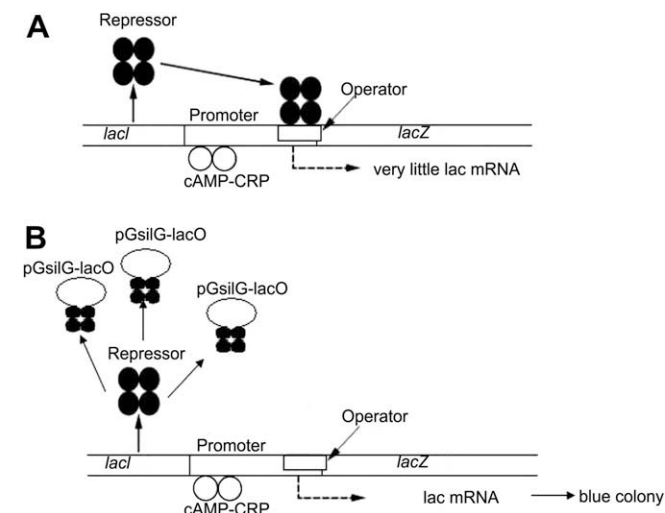 A
Repressor
Operator
Promoter
lacI
lacZ
very little lac mRNA
cAMP-CRP
B
pGsilG-lacO
pGsilG-lacO
pGsilG-lacO
Repressor
Operator
Promoter
lacI
lacZ
lac mRNA
blue colony
cAMP-CRP